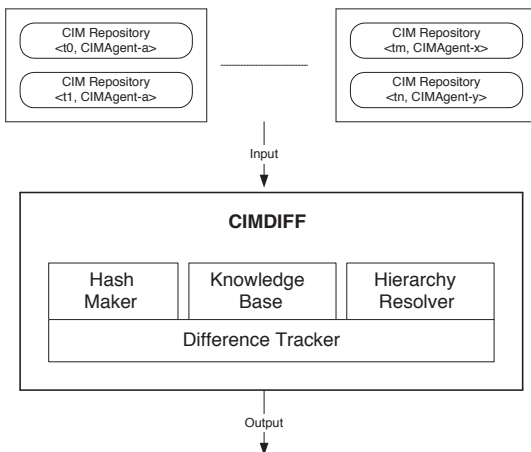 CIM Repository
<t0, CIMAgent-a>
CIM Repository
<t1, CIMAgent-a>
CIM Repository
<tm, CIMAgent-x>
CIM Repository
<tn, CIMAgent-y>
Input
CIMDIFF
Hash
Maker
Knowledge
Base
Hierarchy
Resolver
Difference Tracker
Output